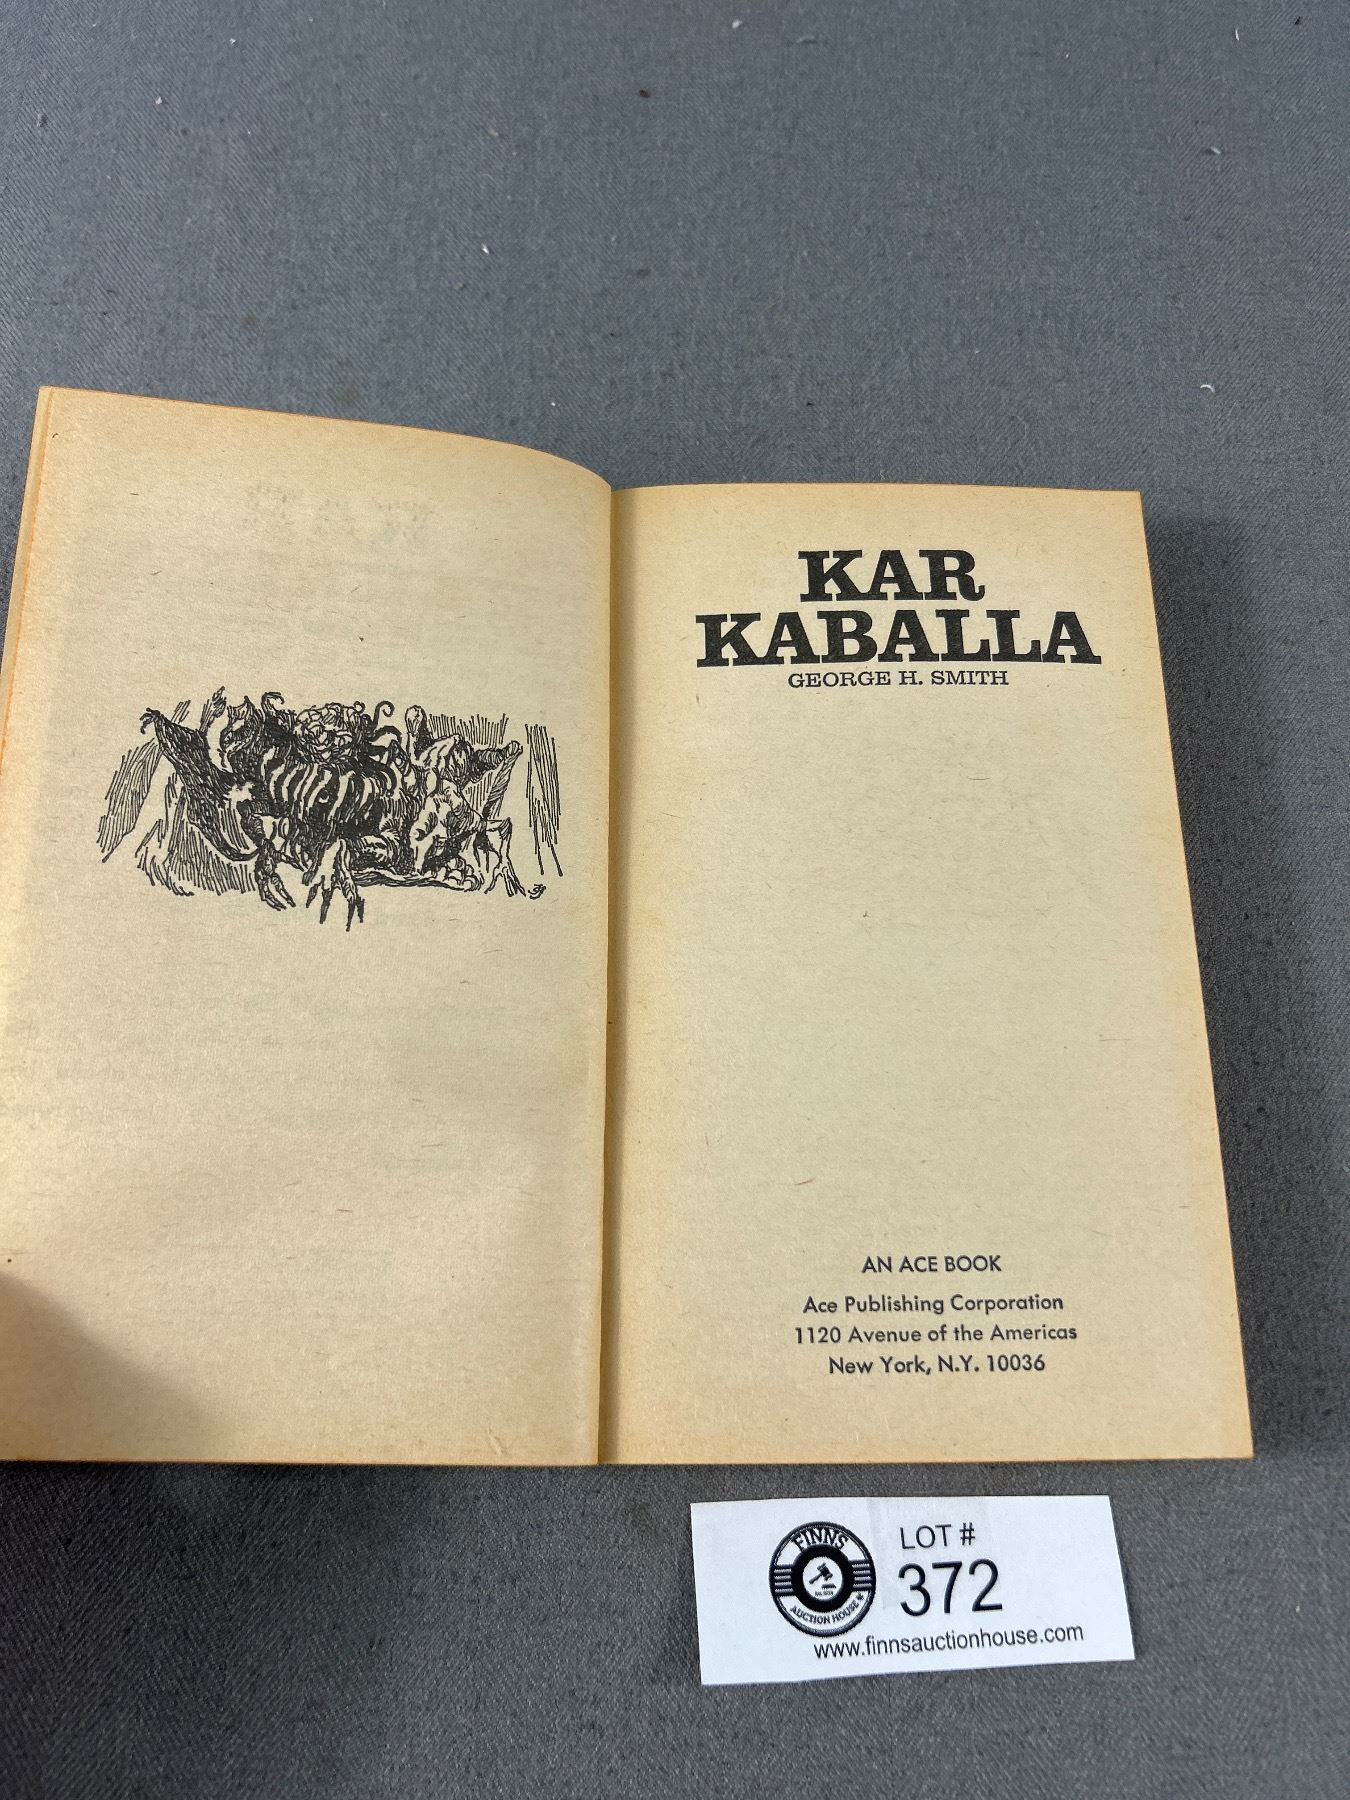 KAR
KABALLA
GEORGE H. SMITH
AN ACE BOOK
Ace Publishing Corporation
1120 Avenue of the Americas
New York, N.Y. 10036
FINNS
AUCTION HOUSE
LOT #
372
www.finnsauctionhouse.com